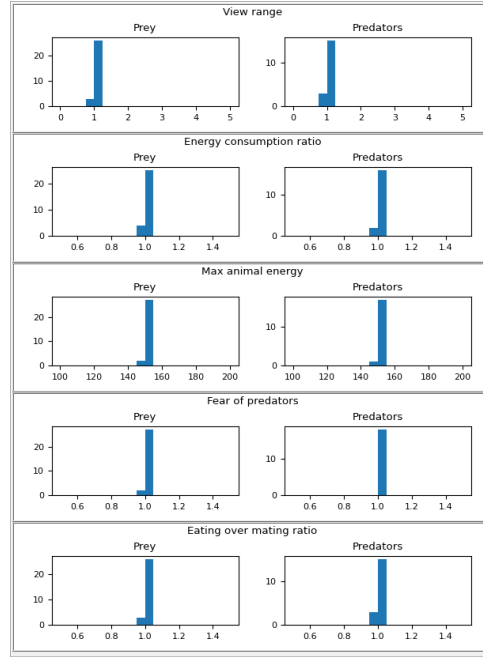 View range
Prey Predators
20
10
0
0 1 2 3 4 5
10
0
0 1 2 3 4 5
Energy consumption ratio
Prey Predators
20
10
0
0.6 0.8 1.0 1.2 1.4
10
0
0.6 0.8 1.0 1.2 1.4
Max animal energy
Prey Predators
20
10
0
100 120 140 160 180 200
10
0
100 120 140 160 180 200
Fear of predators
Prey Predators
20
10
0
0.6 0.8 1.0 1.2 1.4
10
0
0.6 0.8 1.0 1.2 1.4
Eating over mating ratio
Prey Predators
20
10
0
0.6 0.8 1.0 1.2 1.4
10
0
0.6 0.8 1.0 1.2 1.4